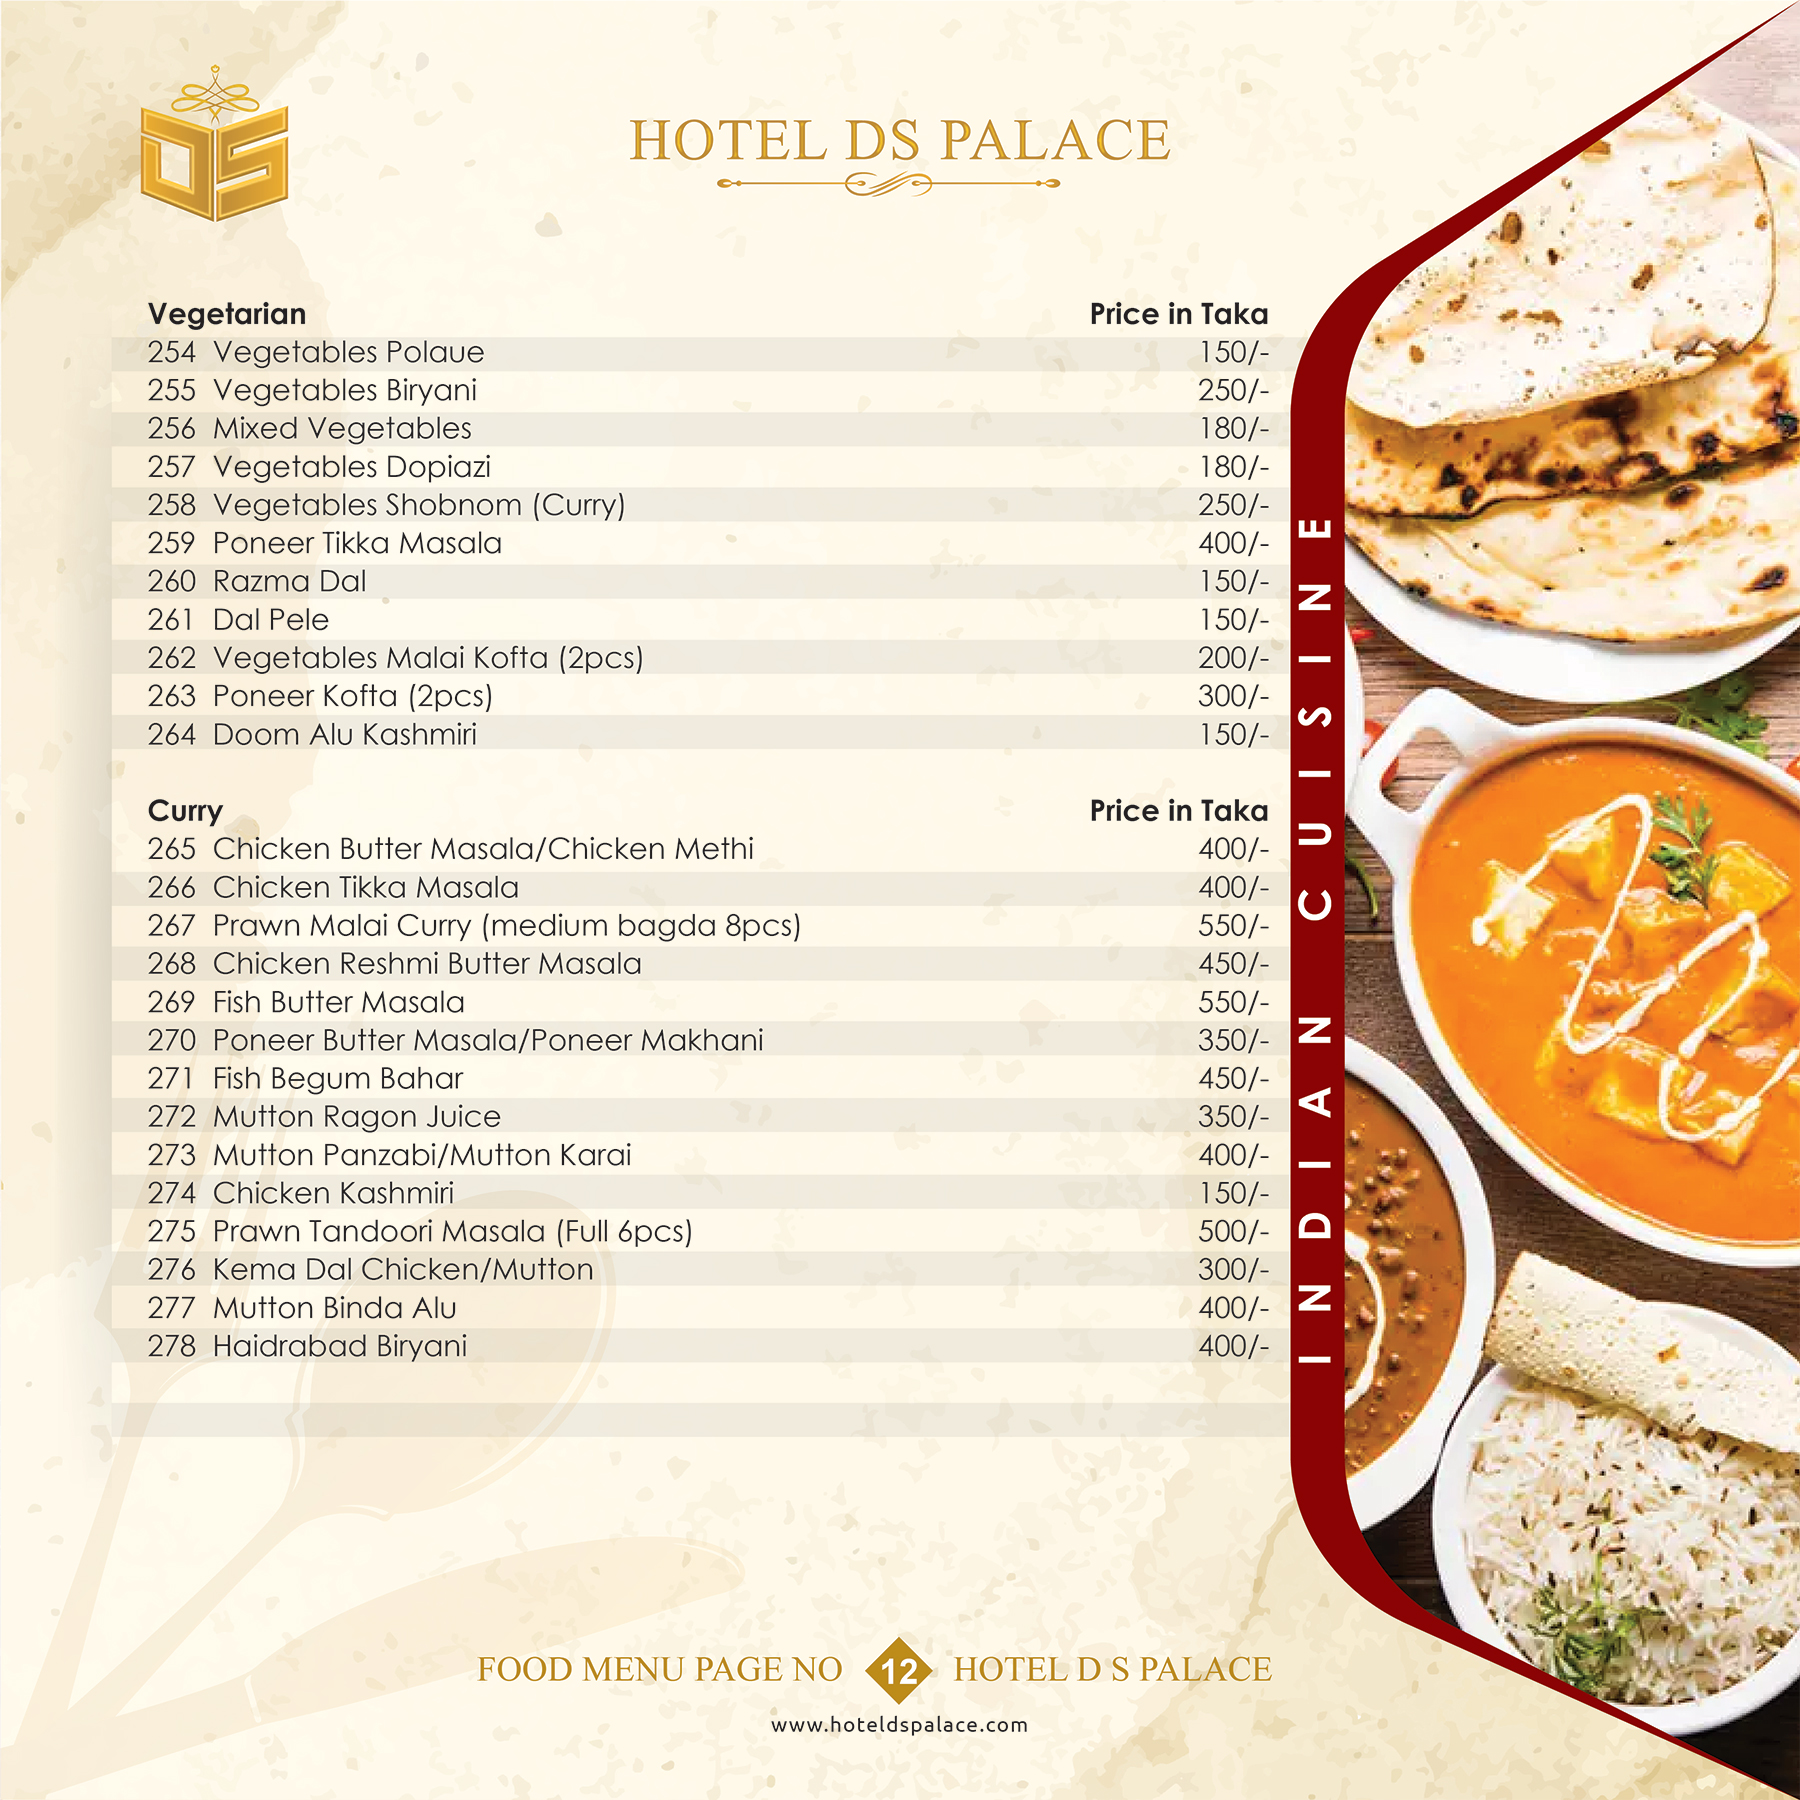 DS
HOTEL DS PALACE
Vegetarian Price in Taka
254 Vegetables Polaue 150/-
255 Vegetables Biryani 250/-
256 Mixed Vegetables 180/-
257 Vegetables Dopiazi 180/-
258 Vegetables Shobnom (Curry) 250/-
259 Poneer Tikka Masala 400/-
260 Razma Dal 150/-
261 Dal Pele 150/-
262 Vegetables Malai Kofta (2pcs) 200/-
263 Poneer Kofta (2pcs) 300/-
264 Doom Alu Kashmiri 150/-
Curry Price in Taka
265 Chicken Butter Masala/Chicken Methi 400/-
266 Chicken Tikka Masala 400/-
267 Prawn Malai Curry (medium bagda 8pcs) 550/-
268 Chicken Reshmi Butter Masala 450/-
269 Fish Butter Masala 550/-
270 Poneer Butter Masala/Poneer Makhani 350/-
271 Fish Begum Bahar 450/-
272 Mutton Ragon Juice 350/-
273 Mutton Panzabi/Mutton Karai 400/-
274 Chicken Kashmiri 150/-
275 Prawn Tandoori Masala (Full 6pcs) 500/-
276 Kema Dal Chicken/Mutton 300/-
277 Mutton Binda Alu 400/-
278 Haidrabad Biryani 400/-
INDIAN CUISINE
FOOD MENU PAGE NO 12 HOTEL D S PALACE
www.hoteldspalace.com